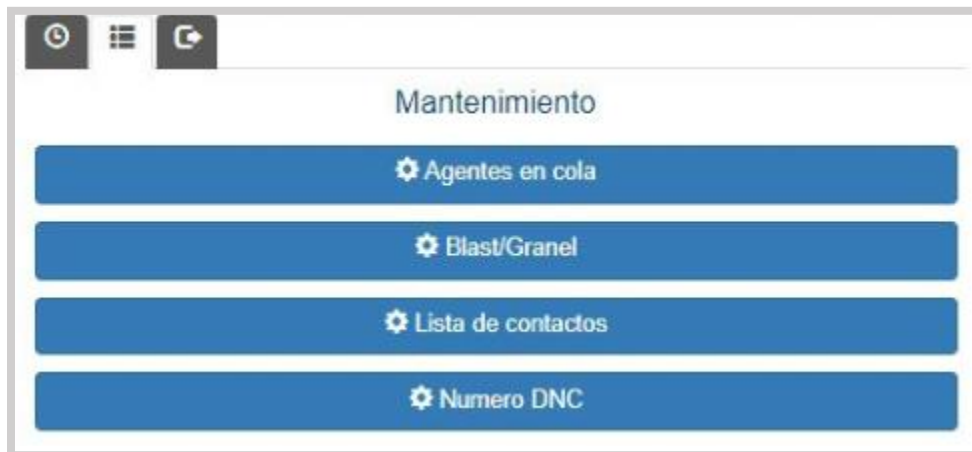 Mantenimiento
Agentes en cola
Blast/Granel
Lista de contactos
Numero DNC